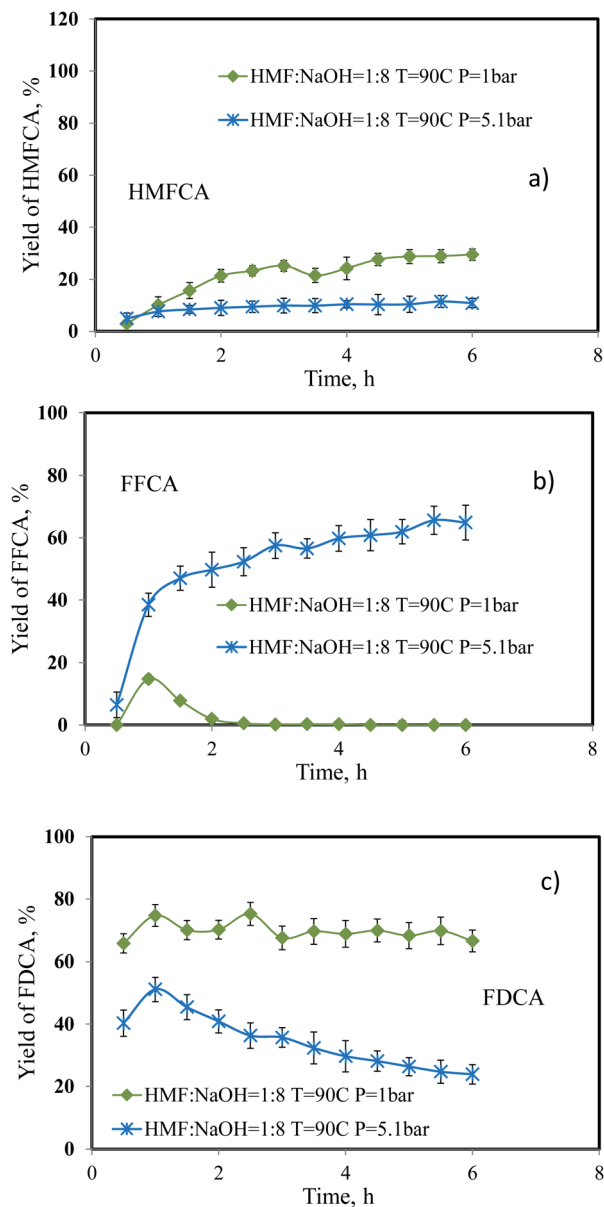 120
100
80
60
40
20
0
Yield of HMFCA, %
HMF:NaOH=1:8 T=90C P=1bar
HMF:NaOH=1:8 T=90C P=5.1bar
a)
HMFCA
0 2 4 6 8
Time, h
100
80
60
40
20
0
Yield of FFCA, %
FFCA
b)
HMF:NaOH=1:8 T=90C P=1bar
HMF:NaOH=1:8 T=90C P=5.1bar
0 2 4 6 8
Time, h
100
80
60
40
20
0
Yield of FDCA, %
c)
FDCA
HMF:NaOH=1:8 T=90C P=1bar
HMF:NaOH=1:8 T=90C P=5.1bar
0 2 4 6 8
Time, h